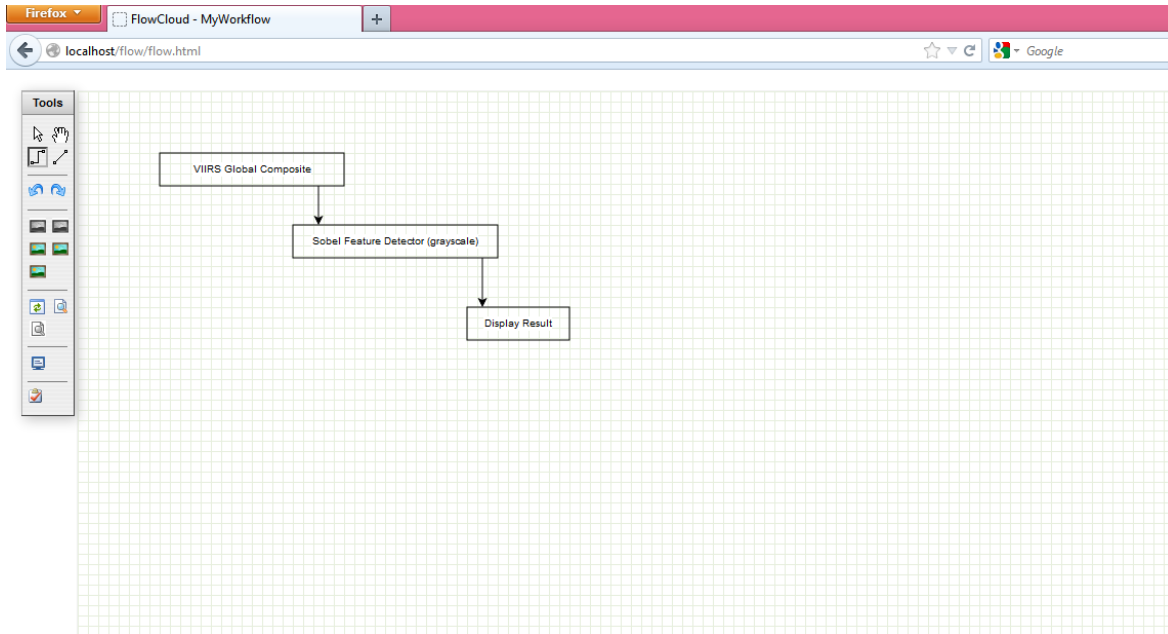 Firefox
FlowCloud - MyWorkflow
localhost/flow/flow.html
Google
Tools
VIIRS Global Composite
Sobel Feature Detector (grayscale)
Display Result